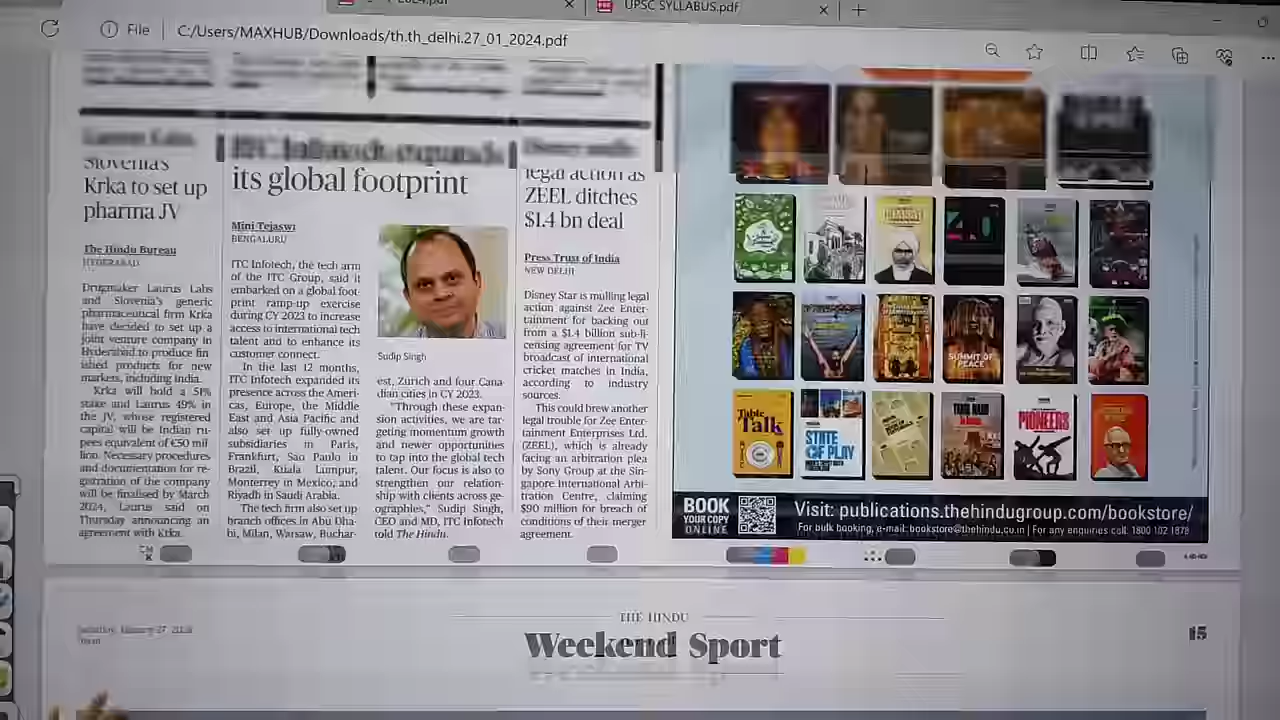 2024.pdf
UPSC SYLLABUS.pdf
File
C:/Users/MAXHUB/Downloads/th.th_delhi.27_01_2024.pdf
Slovenia's
Krka to set up
pharma JV
The Hindu Bureau
HYDERABAD
Drugmaker Laurus Labs
and Slovenia's generic
pharmaceutical firm Krka
have decided to set up a
joint venture company in
Hyderabad to produce fin
ished products for new
markets, including India.
Krka will hold a 51%
stake and Laurus 49% in
the JV, whose registered
capital will be Indian ru-
pees equivalent of €50 mil
lion. Necessary procedures
and documentation for re-
gistration of the company
will be finalised by March
2024, Laurus said on
Thursday announcing an
agreement with Krka.
ITC Infotech expands
its global footprint
Mini Tejaswi
BENGALURU
ITC Infotech, the tech arm
of the ITC Group, said it
embarked on a global foot-
print ramp-up exercise
during CY 2023 to increase
access to international tech
talent and to enhance its
customer connect.
In the last 12 months,
ITC Infotech expanded its
presence across the Ameri-
cas, Europe, the Middle
East and Asia Pacific and
also set up fully-owned
subsidiaries in Paris,
Frankfurt, Sao Paulo in
Brazil, Kuala Lumpur,
Monterrey in Mexico, and
Riyadh in Saudi Arabia.
The tech firm also set up
branch offices in Abu Dha-
bi, Milan, Warsaw, Buchar-
Sudip Singh
est, Zurich and four Cana-
dian cities in CY 2023.
"Through these expan-
sion activities, we are tar-
geting momentum growth
and newer opportunities
to tap into the global tech
talent. Our focus is also to
strengthen our relation-
ship with clients across ge-
ographies," Sudip Singh,
CEO and MD, ITC Infotech
told The Hindu.
legal action as
ZEEL ditches
$1.4 bn deal
Press Trust of India
NEW DELHI
Disney Star is mulling legal
action against Zee Enter-
tainment for backing out
from a $1.4 billion sub-li-
censing agreement for TV
broadcast of international
cricket matches in India,
according to industry
sources.
This could brew another
legal trouble for Zee Enter-
tainment Enterprises Ltd.
(ZEEL), which is already
facing an arbitration plea
by Sony Group at the Sin-
gapore International Arbi-
tration Centre, claiming
$90 million for breach of
conditions of their merger
agreement.
SUMMIT OF
PEACE
Table
Talk
STATE
OF PLAY
PIONEERS
BOOK
YOUR COPY
ONLINE
Visit: publications.thehindugroup.com/bookstore/
For bulk booking, e-mail: bookstore@thehindu.co.in | For any enquiries call: 1800 102 1878
THE HINDU
Weekend Sport
Saturday, January 27, 2024
15